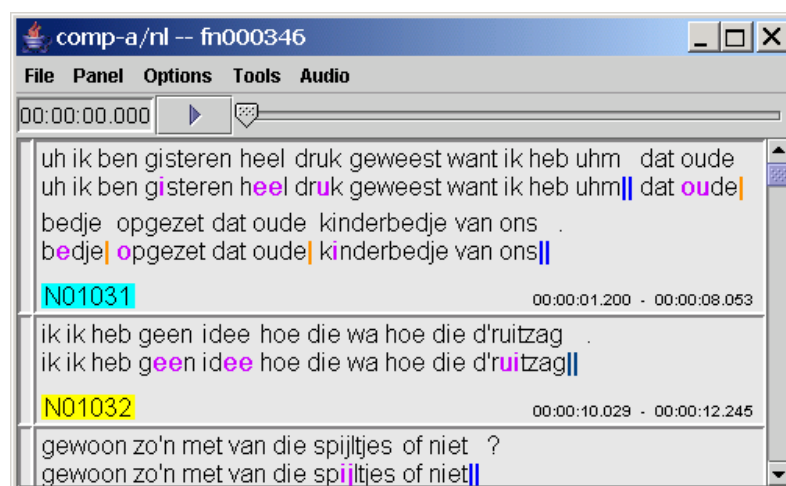 comp-a/nl -- fn000346
File Panel Options Tools Audio
00:00:00.000
uh ik ben gisteren heel druk geweest want ik heb uhm dat oude
uh ik ben gisteren heel druk geweest want ik heb uhm|| dat oude|
bedje opgezet dat oude kinderbedje van ons .
bedje| opgezet dat oude| kinderbedje van ons||
N01031 00:00:01.200 - 00:00:08.053
ik ik heb geen idee hoe die wa hoe die d'ruitzag .
ik ik heb geen idee hoe die wa hoe die d'ruitzag||
N01032 00:00:10.029 - 00:00:12.245
gewoon zo'n met van die spijltjes of niet ?
gewoon zo'n met van die spijltjes of niet||